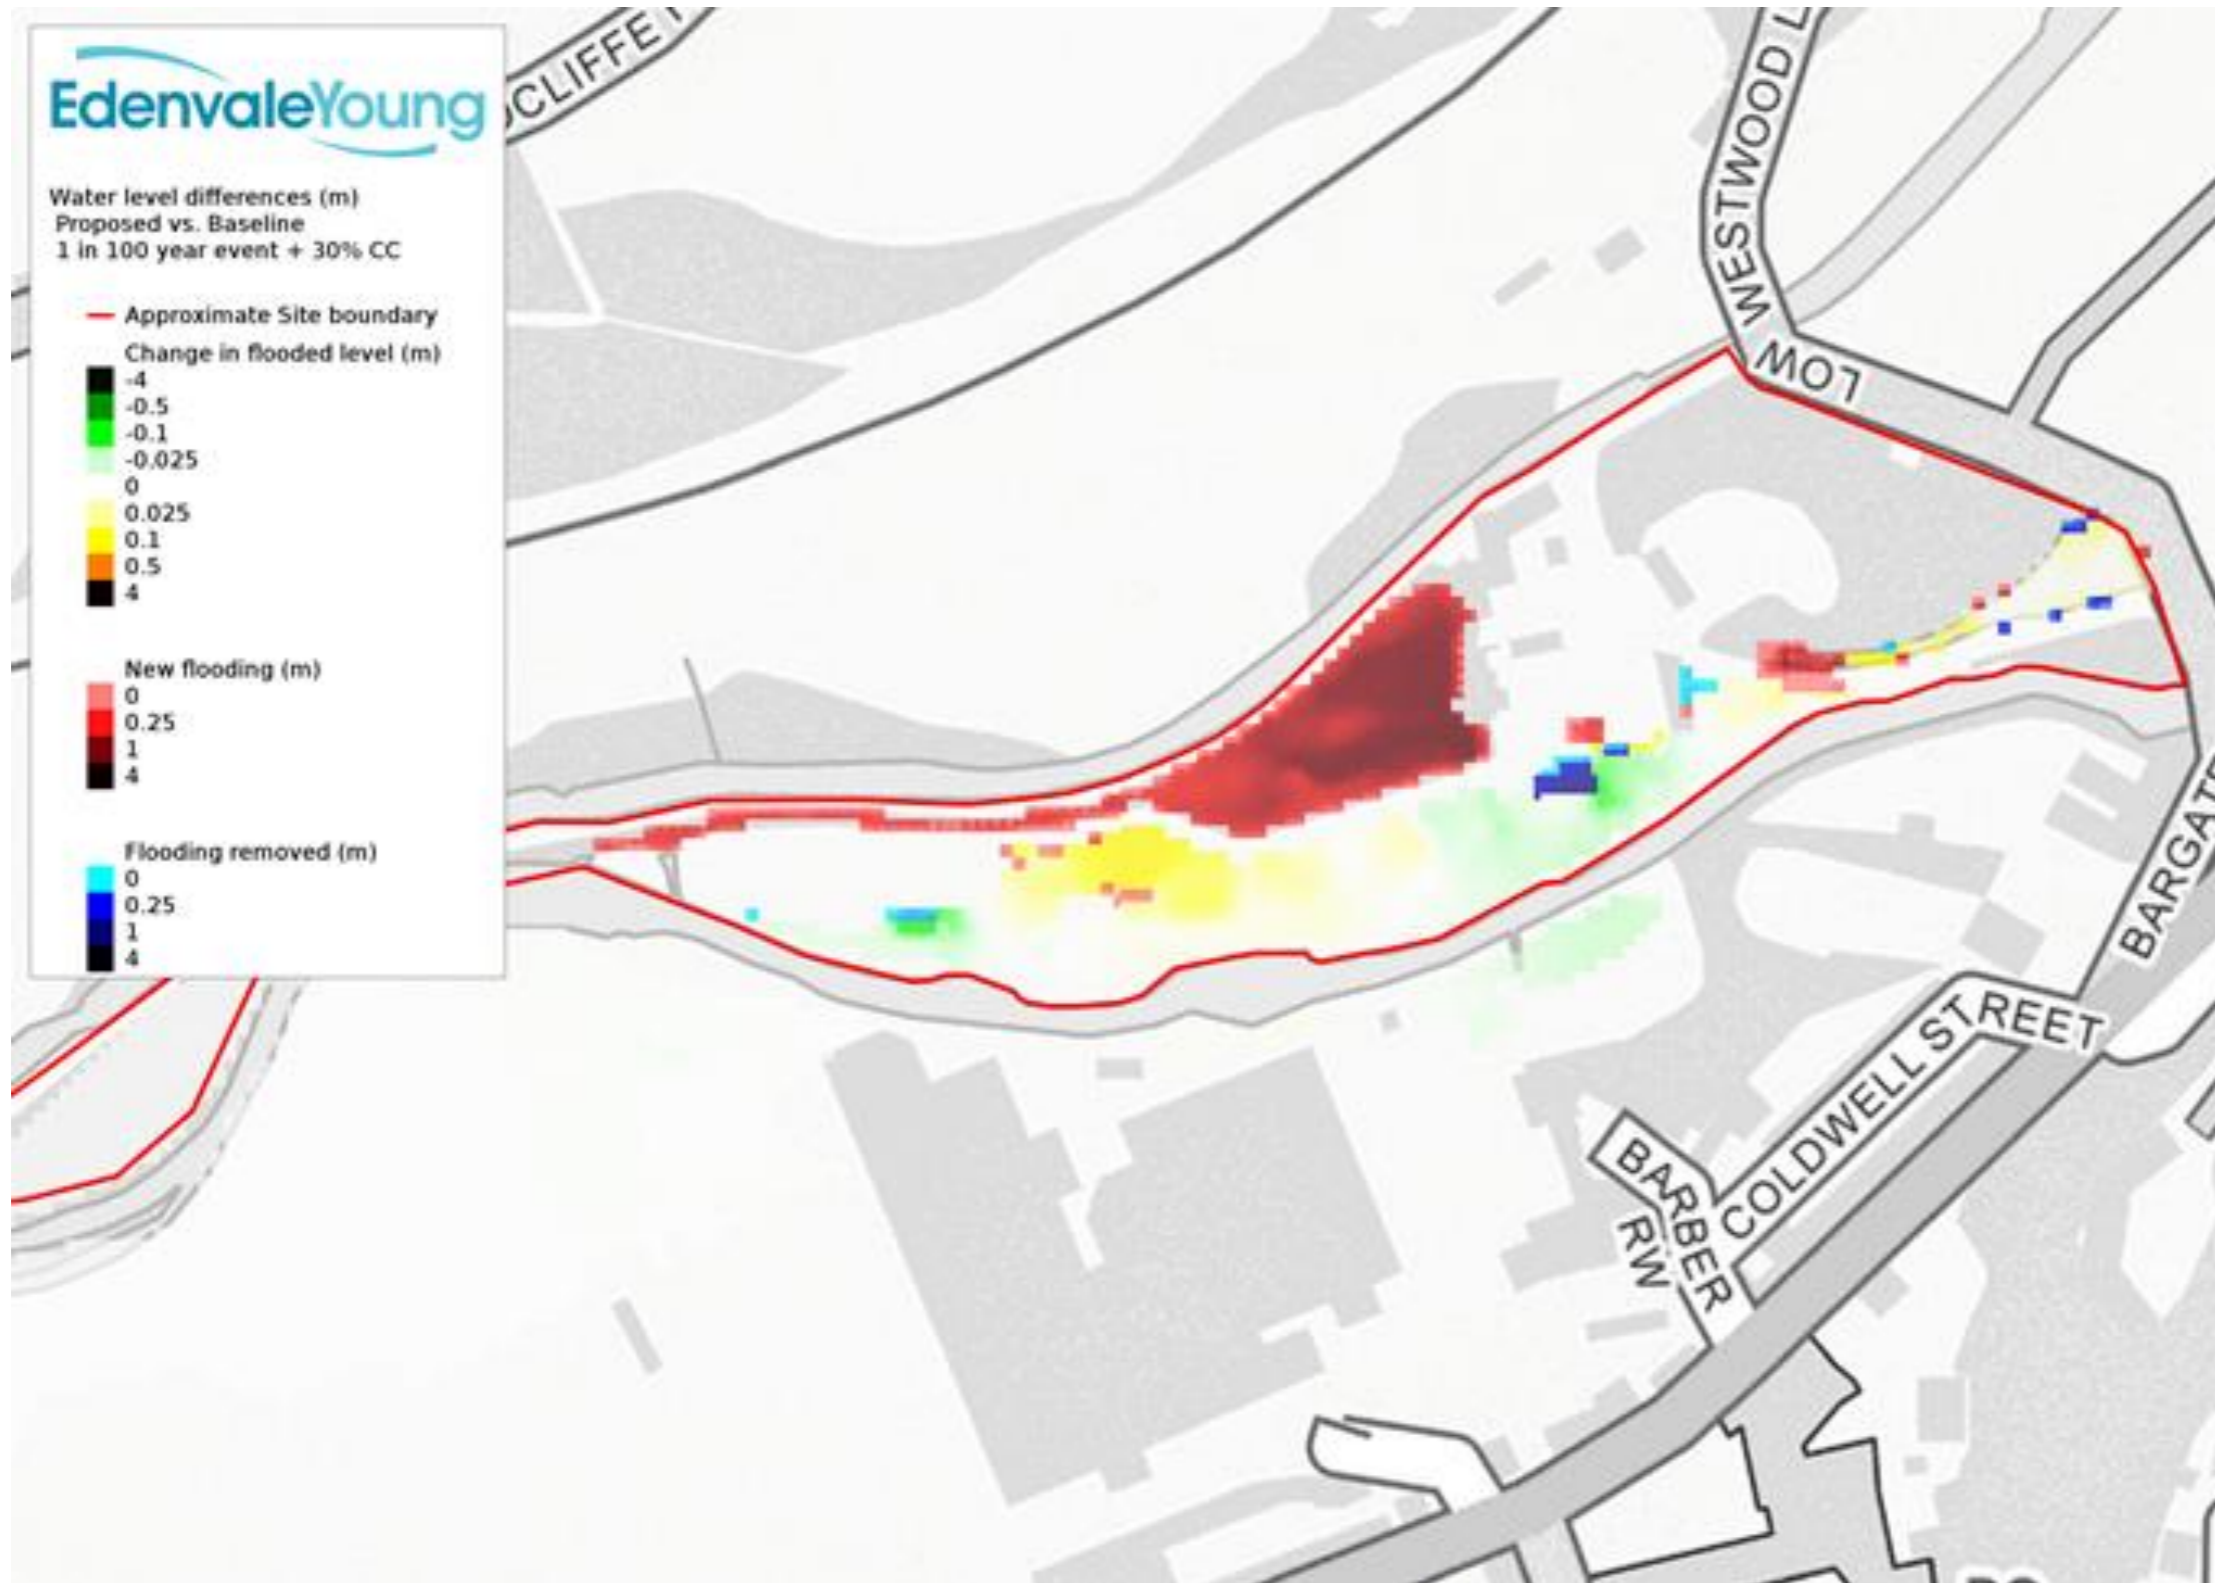 EdenvaleYoung
Water level differences (m)
Proposed vs. Baseline
1 in 100 year event + 30% CC
Approximate Site boundary
Change in flooded level (m)
-4
-0.5
-0.1
-0.025
0
0.025
0.1
0.5
4
New flooding (m)
0
0.25
1
4
Flooding removed (m)
0
0.25
1
4
WESTWOOD L
LOW
BARGATE
COLDWELL STREET
BARBER
RW